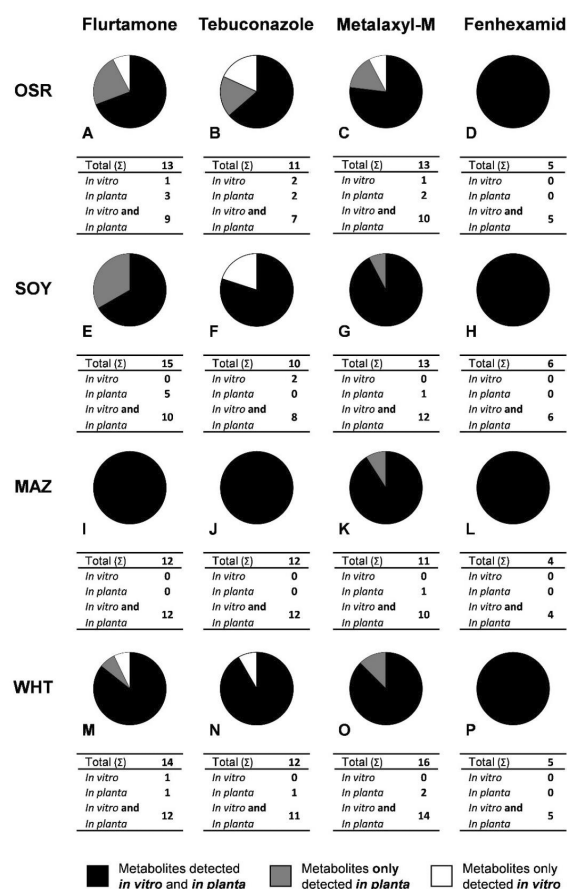 Flurtamone Tebuconazole Metalaxyl-M Fenhexamid
OSR
A B C D
Total (Σ) 13 Total (Σ) 11 Total (Σ) 13 Total (Σ) 5
In vitro 1 In vitro 2 In vitro 1 In vitro 0
In planta 3 In planta 2 In planta 2 In planta 0
In vitro and In planta 9 In vitro and In planta 7 In vitro and In planta 10 In vitro and In planta 5
SOY
E F G H
Total (Σ) 15 Total (Σ) 10 Total (Σ) 13 Total (Σ) 6
In vitro 0 In vitro 2 In vitro 0 In vitro 0
In planta 5 In planta 0 In planta 1 In planta 0
In vitro and In planta 10 In vitro and In planta 8 In vitro and In planta 12 In vitro and In planta 6
MAZ
I J K L
Total (Σ) 12 Total (Σ) 12 Total (Σ) 11 Total (Σ) 4
In vitro 0 In vitro 0 In vitro 0 In vitro 0
In planta 0 In planta 0 In planta 1 In planta 0
In vitro and In planta 12 In vitro and In planta 12 In vitro and In planta 10 In vitro and In planta 4
WHT
M N O P
Total (Σ) 14 Total (Σ) 12 Total (Σ) 16 Total (Σ) 5
In vitro 1 In vitro 0 In vitro 0 In vitro 0
In planta 1 In planta 1 In planta 2 In planta 0
In vitro and In planta 12 In vitro and In planta 11 In vitro and In planta 14 In vitro and In planta 5
Metabolites detected
in vitro and in planta
Metabolites only
detected in planta
Metabolites only
detected in vitro